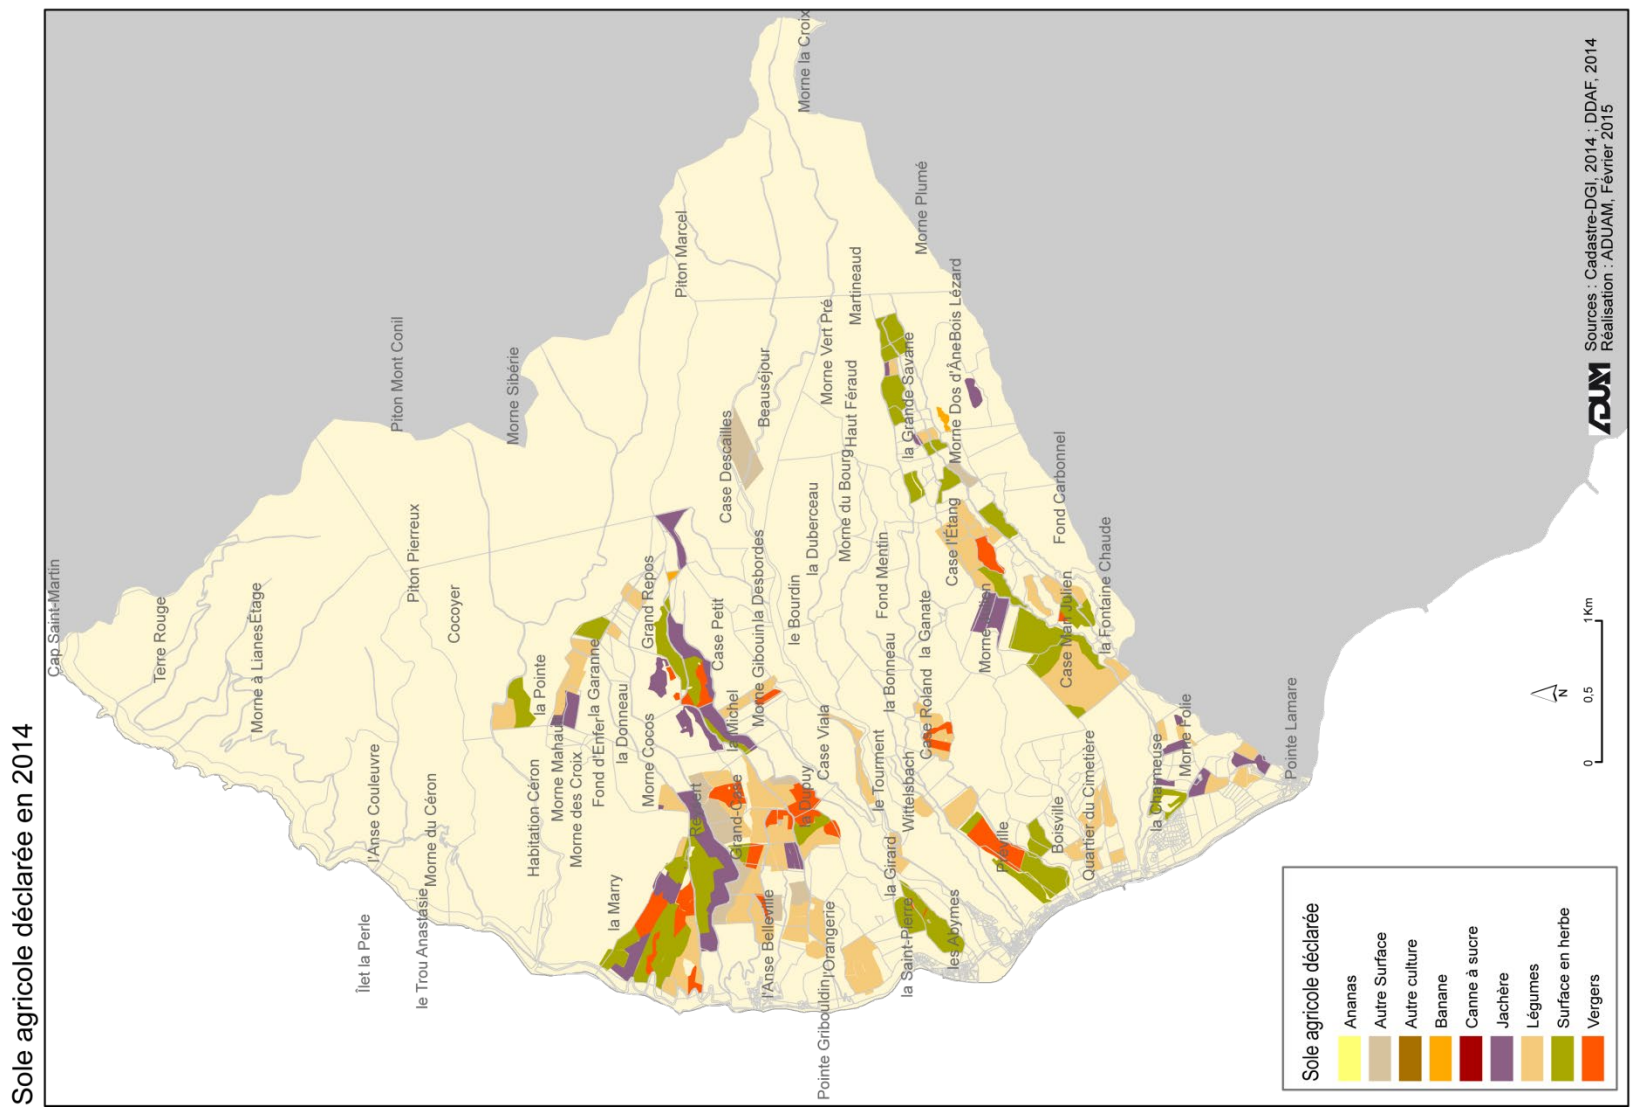 Sole agricole déclarée en 2014
Cap Saint-Martin
Terre Rouge
Morne à Lianes
Étage
Piton Mont Conil
Morne Sibérie
Piton Pierreux
Cocoyer
l'Anse Couleuvre
Îlet la Perle
Morne du Céron
le Trou Anastasie
Habitation Céron
la Pointe
Morne Mahaut
Morne des Croix
Fond d'Enfer
la Garanne
la Donneau
Grand Repos
Morne Cocos
la Marry
Piton Marcel
Morne la Croix
Case Descailles
Beauséjour
Case Petit
la Michel
Morne Gibouin
la Desbordes
Grand-Case
l'Anse Belleville
la Dupuy
le Bourdin
la Duberceau
Case Viala
Pointe Giribouldin
l'Orangerie
Morne Vert Pré
Martineaud
Morne du Bourg
Haut Féraud
Fond Mentin
la Bonneau
le Tourment
la Girard
la Saint-Pierre
Wittelsbach
Case Roland
la Ganate
la Grande Savane
Morne Plumé
Morne Dos d'Âne
Bois Lézard
Case l'Étang
les Abymes
Pléville
Boisville
Case Man Julien
Fond Carbonnel
Quartier du Cimetière
la Fontaine Chaude
la Charmeuse
Morne Folie
Pointe Lamare
Sole agricole déclarée
Ananas
Autre Surface
Autre culture
Banane
Canne à sucre
Jachère
Légumes
Surface en herbe
Vergers
N
0 0,5 1 Km
ADUAM
Sources : Cadastre-DGI, 2014 ; DDAF, 2014
Réalisation : ADUAM, Février 2015